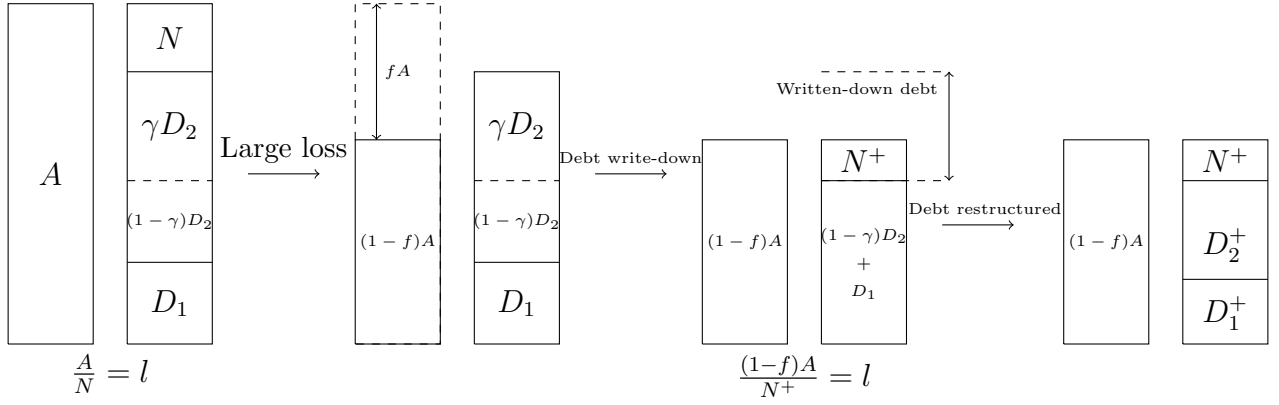 A
N
γD₂
(1 − γ)D₂
D₁
A/N = l
Large loss
fA
(1 − f)A
γD₂
(1 − γ)D₂
D₁
Debt write-down
(1 − f)A
Written-down debt
N⁺
(1 − γ)D₂
+
D₁
(1−f)A/N⁺ = l
Debt restructured
(1 − f)A
N⁺
D₂⁺
D₁⁺